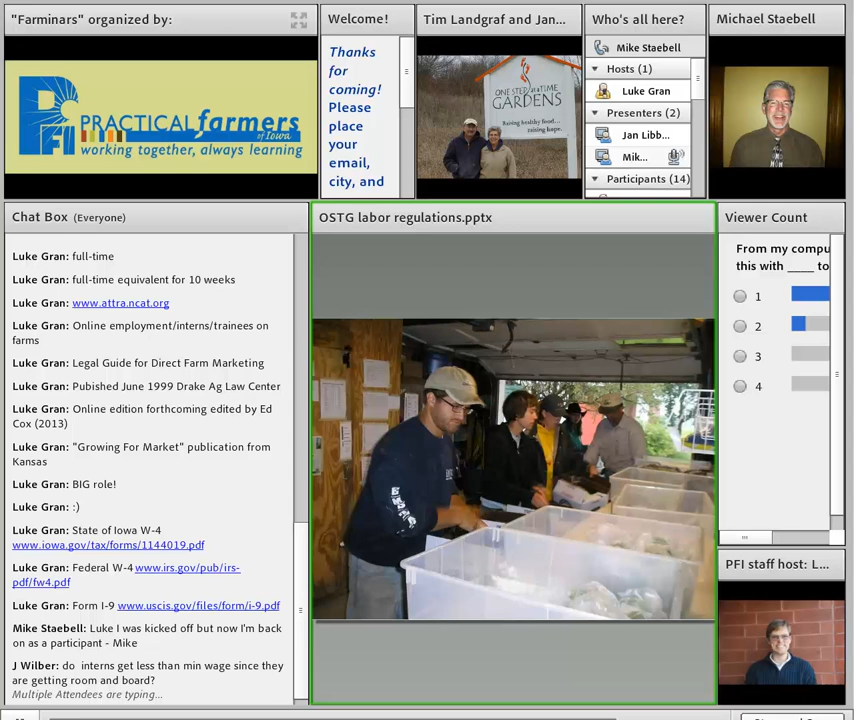 "Farminars" organized by:
PFI
PRACTICAL farmers
of Iowa
working together, always learning
Welcome!
Thanks
for
coming!
Please
place
your
email,
city, and
Tim Landgraf and Jan...
ONE STEP at a TIME
GARDENS
Raising healthy food...
raising hope.
Who's all here?
Mike Staebell
Hosts (1)
Luke Gran
Presenters (2)
Jan Libb...
Mik...
Participants (14)
Michael Staebell
Chat Box (Everyone)
Luke Gran: full-time
Luke Gran: full-time equivalent for 10 weeks
Luke Gran: www.attra.ncat.org
Luke Gran: Online employment/interns/trainees on
farms
Luke Gran: Legal Guide for Direct Farm Marketing
Luke Gran: Pubished June 1999 Drake Ag Law Center
Luke Gran: Online edition forthcoming edited by Ed
Cox (2013)
Luke Gran: "Growing For Market" publication from
Kansas
Luke Gran: BIG role!
Luke Gran: :)
Luke Gran: State of Iowa W-4
www.iowa.gov/tax/forms/1144019.pdf
Luke Gran: Federal W-4 www.irs.gov/pub/irs-
pdf/fw4.pdf
Luke Gran: Form I-9 www.uscis.gov/files/form/i-9.pdf
Mike Staebell: Luke I was kicked off but now I'm back
on as a participant - Mike
J Wilber: do interns get less than min wage since they
are getting room and board?
Multiple Attendees are typing...
OSTG labor regulations.pptx
Viewer Count
From my compu
this with ____ to
1
2
3
4
PFI staff host: L...